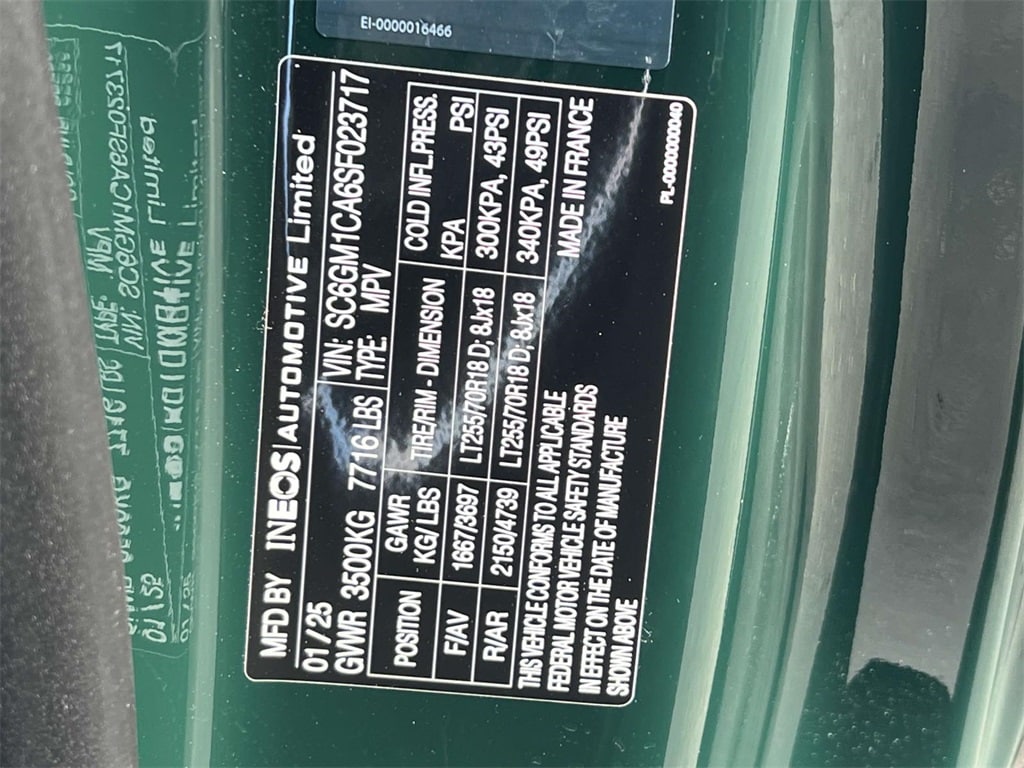 EI-0000016466
MFD BY INEOS|AUTOMOTIVE Limited
01/25 VIN: SC6GM1CA6SF023717
GVWR 3500KG 7716 LBS TYPE: MPV
POSITION GAWR KG/LBS TIRE/RIM - DIMENSION COLD INFL.PRESS. KPA PSI
F/AV 1667/3697 LT255/70R18 D; 8Jx18 300KPA, 43PSI
R/AR 2150/4739 LT255/70R18 D; 8Jx18 340KPA, 49PSI
THIS VEHICLE CONFORMS TO ALL APPLICABLE
FEDERAL MOTOR VEHICLE SAFETY STANDARDS
IN EFFECT ON THE DATE OF MANUFACTURE
SHOWN ABOVE
MADE IN FRANCE
PL-0000000040